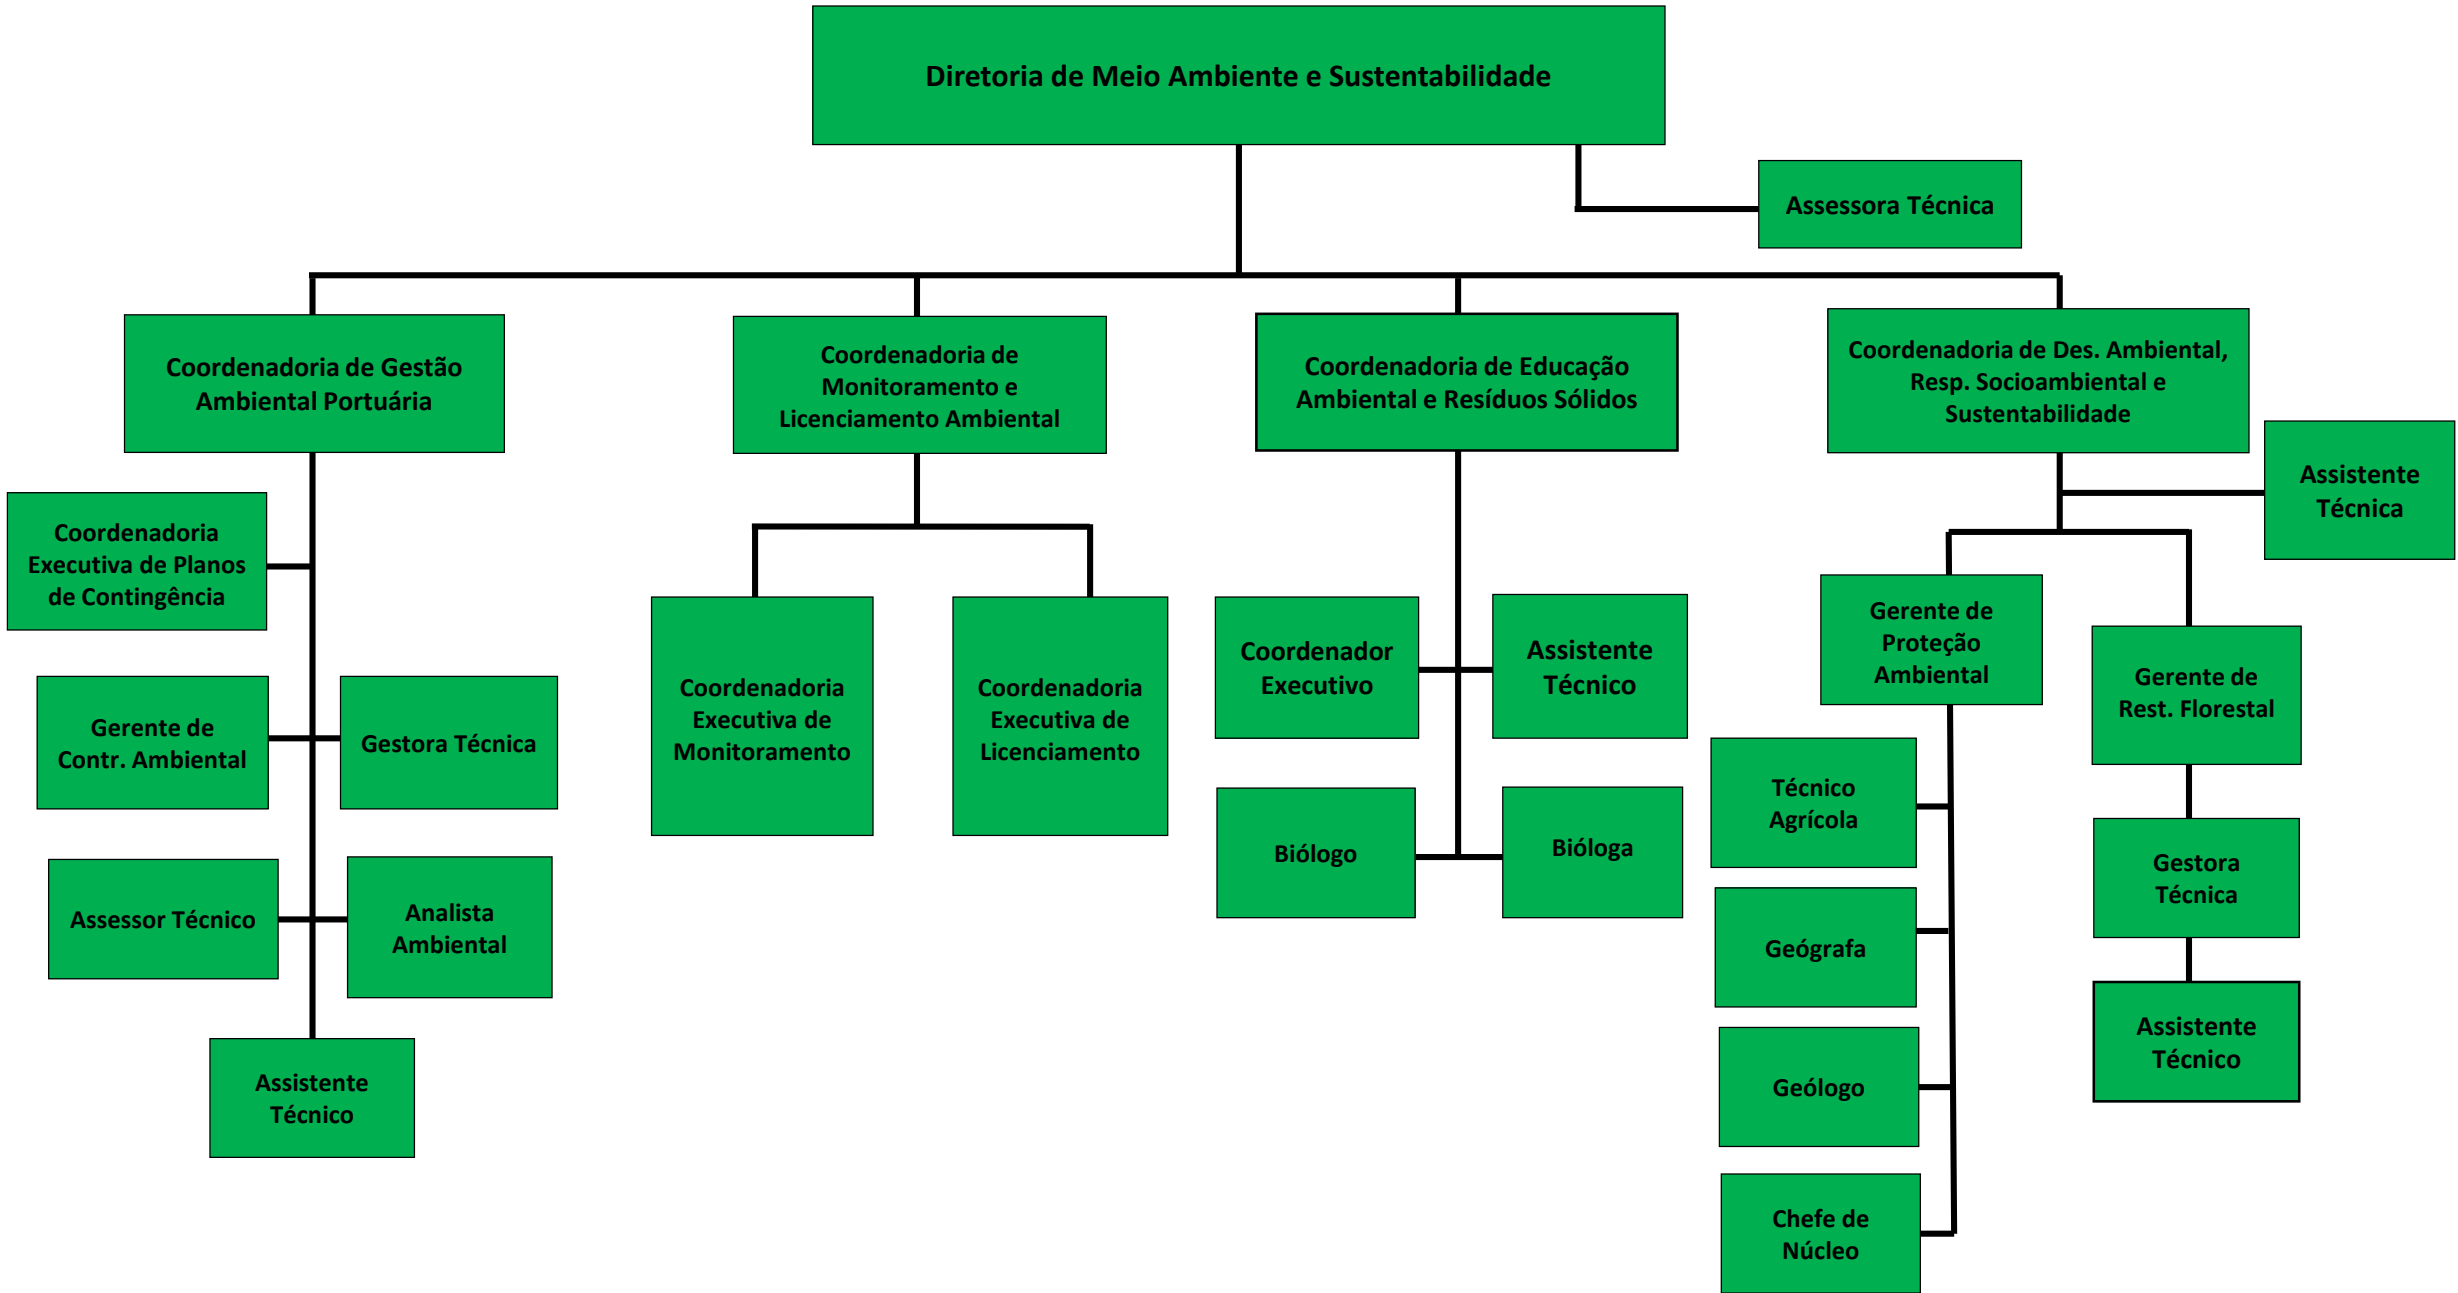 Diretoria de Meio Ambiente e Sustentabilidade
Assessora Técnica
Coordenadoria de Gestão
Ambiental Portuária
Coordenadoria de
Monitoramento e
Licenciamento Ambiental
Coordenadoria de Educação
Ambiental e Resíduos Sólidos
Coordenadoria de Des. Ambiental,
Resp. Socioambiental e
Sustentabilidade
Assistente
Técnica
Coordenadoria
Executiva de Planos
de Contingência
Gerente de
Contr. Ambiental
Gestora Técnica
Assessor Técnico
Analista
Ambiental
Assistente
Técnico
Coordenadoria
Executiva de
Monitoramento
Coordenadoria
Executiva de
Licenciamento
Coordenador
Executivo
Assistente
Técnico
Biólogo
Bióloga
Gerente de
Proteção
Ambiental
Técnico
Agrícola
Geógrafa
Geólogo
Chefe de
Núcleo
Gerente de
Rest. Florestal
Gestora
Técnica
Assistente
Técnico